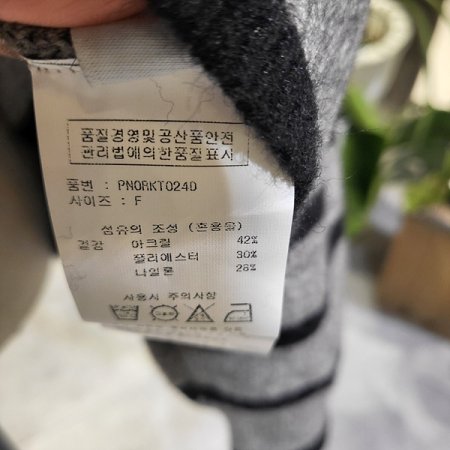 품질경영및공산품안전
관리법에의한품질표시
품번 : PNORKT024D
사이즈 : F
섬유의 조성 (혼용율)
겉감 아크릴 42%
폴리에스터 30%
나일론 28%
사용시 주의사항